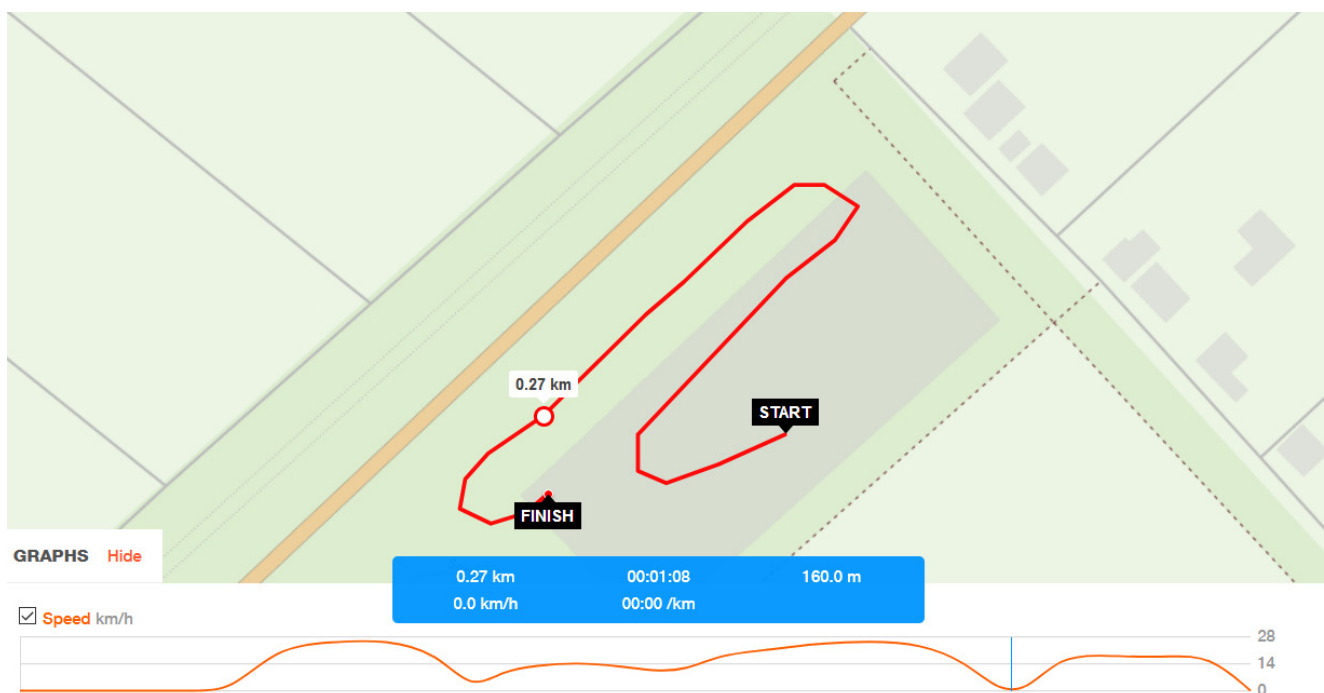 0.27 km
START
FINISH
GRAPHS Hide
0.27 km 00:01:08 160.0 m
0.0 km/h 00:00 /km
Speed km/h
28
14
0